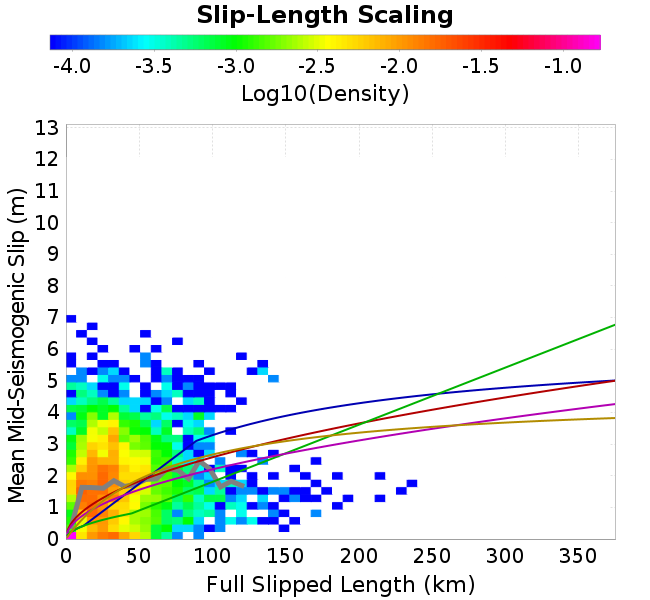 Slip-Length Scaling
-4.0 -3.5 -3.0 -2.5 -2.0 -1.5 -1.0
Log10(Density)
Mean Mid-Seismogenic Slip (m)
13
12
11
10
9
8
7
6
5
4
3
2
1
0
0 50 100 150 200 250 300 350
Full Slipped Length (km)